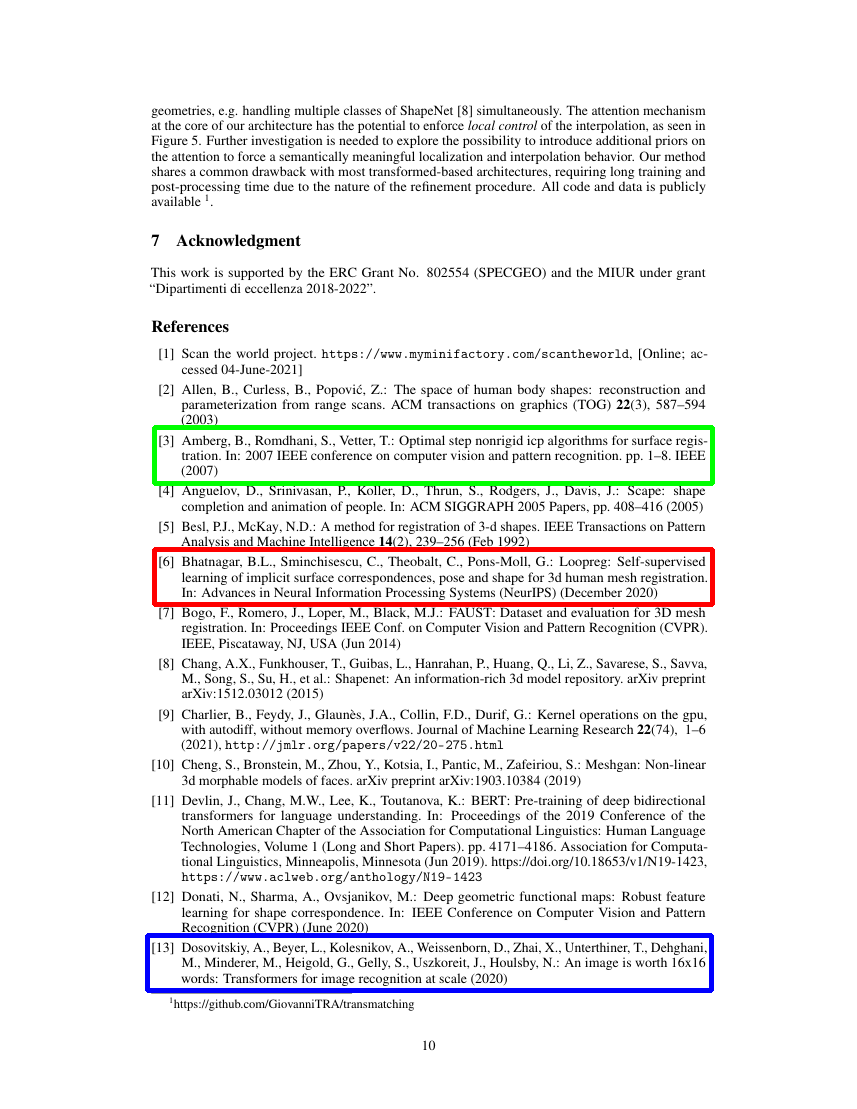 geometries, e.g. handling multiple classes of ShapeNet [8] simultaneously. The attention mechanism
at the core of our architecture has the potential to enforce local control of the interpolation, as seen in
Figure 5. Further investigation is needed to explore the possibility to introduce additional priors on
the attention to force a semantically meaningful localization and interpolation behavior. Our method
shares a common drawback with most transformed-based architectures, requiring long training and
post-processing time due to the nature of the refinement procedure. All code and data is publicly
available 1.
7 Acknowledgment
This work is supported by the ERC Grant No. 802554 (SPECGEO) and the MIUR under grant
“Dipartimenti di eccellenza 2018-2022”.
References
[1] Scan the world project. https://www.myminifactory.com/scantheworld, [Online; ac-
cessed 04-June-2021]
[2] Allen, B., Curless, B., Popović, Z.: The space of human body shapes: reconstruction and
parameterization from range scans. ACM transactions on graphics (TOG) 22(3), 587–594
(2003)
[3] Amberg, B., Romdhani, S., Vetter, T.: Optimal step nonrigid icp algorithms for surface regis-
tration. In: 2007 IEEE conference on computer vision and pattern recognition. pp. 1–8. IEEE
(2007)
[4] Anguelov, D., Srinivasan, P., Koller, D., Thrun, S., Rodgers, J., Davis, J.: Scape: shape
completion and animation of people. In: ACM SIGGRAPH 2005 Papers, pp. 408–416 (2005)
[5] Besl, P.J., McKay, N.D.: A method for registration of 3-d shapes. IEEE Transactions on Pattern
Analysis and Machine Intelligence 14(2), 239–256 (Feb 1992)
[6] Bhatnagar, B.L., Sminchisescu, C., Theobalt, C., Pons-Moll, G.: Loopreg: Self-supervised
learning of implicit surface correspondences, pose and shape for 3d human mesh registration.
In: Advances in Neural Information Processing Systems (NeurIPS) (December 2020)
[7] Bogo, F., Romero, J., Loper, M., Black, M.J.: FAUST: Dataset and evaluation for 3D mesh
registration. In: Proceedings IEEE Conf. on Computer Vision and Pattern Recognition (CVPR).
IEEE, Piscataway, NJ, USA (Jun 2014)
[8] Chang, A.X., Funkhouser, T., Guibas, L., Hanrahan, P., Huang, Q., Li, Z., Savarese, S., Savva,
M., Song, S., Su, H., et al.: Shapenet: An information-rich 3d model repository. arXiv preprint
arXiv:1512.03012 (2015)
[9] Charlier, B., Feydy, J., Glaunès, J.A., Collin, F.D., Durif, G.: Kernel operations on the gpu,
with autodiff, without memory overflows. Journal of Machine Learning Research 22(74), 1–6
(2021), http://jmlr.org/papers/v22/20-275.html
[10] Cheng, S., Bronstein, M., Zhou, Y., Kotsia, I., Pantic, M., Zafeiriou, S.: Meshgan: Non-linear
3d morphable models of faces. arXiv preprint arXiv:1903.10384 (2019)
[11] Devlin, J., Chang, M.W., Lee, K., Toutanova, K.: BERT: Pre-training of deep bidirectional
transformers for language understanding. In: Proceedings of the 2019 Conference of the
North American Chapter of the Association for Computational Linguistics: Human Language
Technologies, Volume 1 (Long and Short Papers). pp. 4171–4186. Association for Computa-
tional Linguistics, Minneapolis, Minnesota (Jun 2019). https://doi.org/10.18653/v1/N19-1423,
https://www.aclweb.org/anthology/N19-1423
[12] Donati, N., Sharma, A., Ovsjanikov, M.: Deep geometric functional maps: Robust feature
learning for shape correspondence. In: IEEE Conference on Computer Vision and Pattern
Recognition (CVPR) (June 2020)
[13] Dosovitskiy, A., Beyer, L., Kolesnikov, A., Weissenborn, D., Zhai, X., Unterthiner, T., Dehghani,
M., Minderer, M., Heigold, G., Gelly, S., Uszkoreit, J., Houlsby, N.: An image is worth 16x16
words: Transformers for image recognition at scale (2020)
1https://github.com/GiovanniTRA/transmatching
10